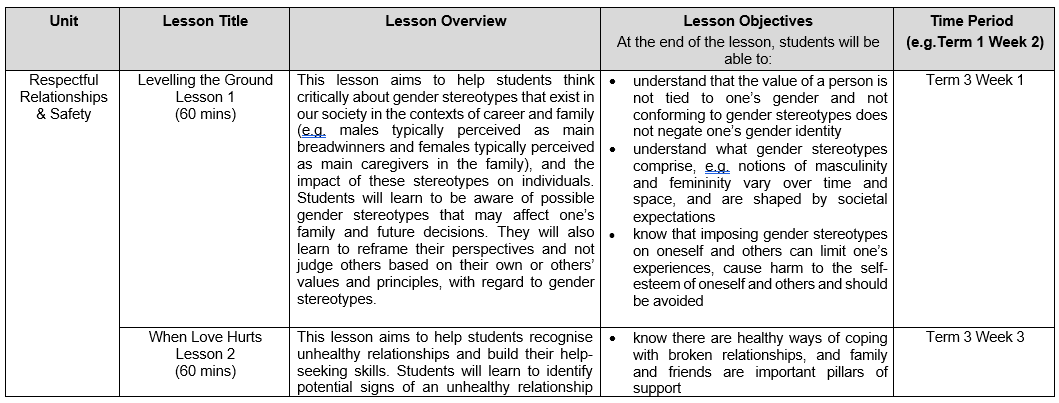 Unit
Lesson Title
Lesson Overview
Lesson Objectives
At the end of the lesson, students will be
able to:
Time Period
(e.g.Term 1 Week 2)
Respectful
Relationships
& Safety
Levelling the Ground
Lesson 1
(60 mins)
This lesson aims to help students think
critically about gender stereotypes that exist in
our society in the contexts of career and family
(e.g. males typically perceived as main
breadwinners and females typically perceived
as main caregivers in the family), and the
impact of these stereotypes on individuals.
Students will learn to be aware of possible
gender stereotypes that may affect one's
family and future decisions. They will also
learn to reframe their perspectives and not
judge others based on their own or others'
values and principles, with regard to gender
stereotypes.
• understand that the value of a person is
not tied to one's gender and not
conforming to gender stereotypes does
not negate one's gender identity
• understand what gender stereotypes
comprise, e.g. notions of masculinity
and femininity vary over time and
space, and are shaped by societal
expectations
• know that imposing gender stereotypes
on oneself and others can limit one's
experiences, cause harm to the self-
esteem of oneself and others and should
be avoided
Term 3 Week 1
When Love Hurts
Lesson 2
(60 mins)
This lesson aims to help students recognise
unhealthy relationships and build their help-
seeking skills. Students will learn to identify
potential signs of an unhealthy relationship
• know there are healthy ways of coping
with broken relationships, and family
and friends are important pillars of
support
Term 3 Week 3